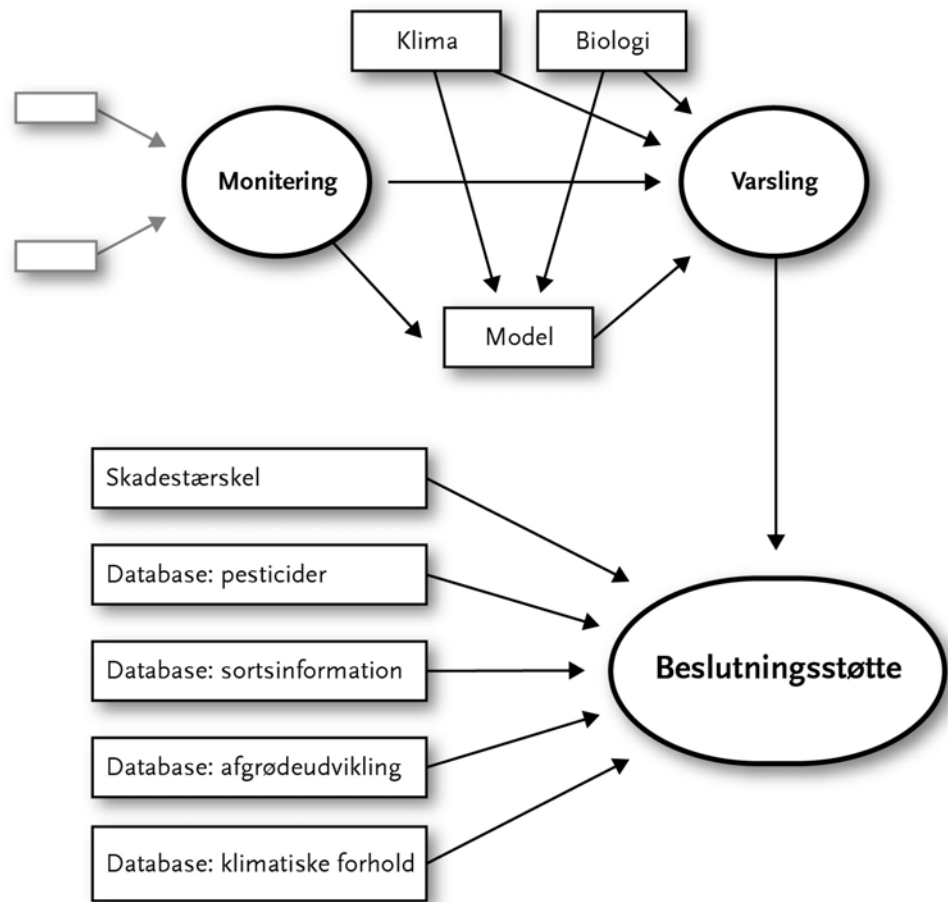 Klima
Biologi
Monitering
Varsling
Model
Skadestærskel
Database: pesticider
Database: sortsinformation
Beslutningsstøtte
Database: afgrødeudvikling
Database: klimatiske forhold